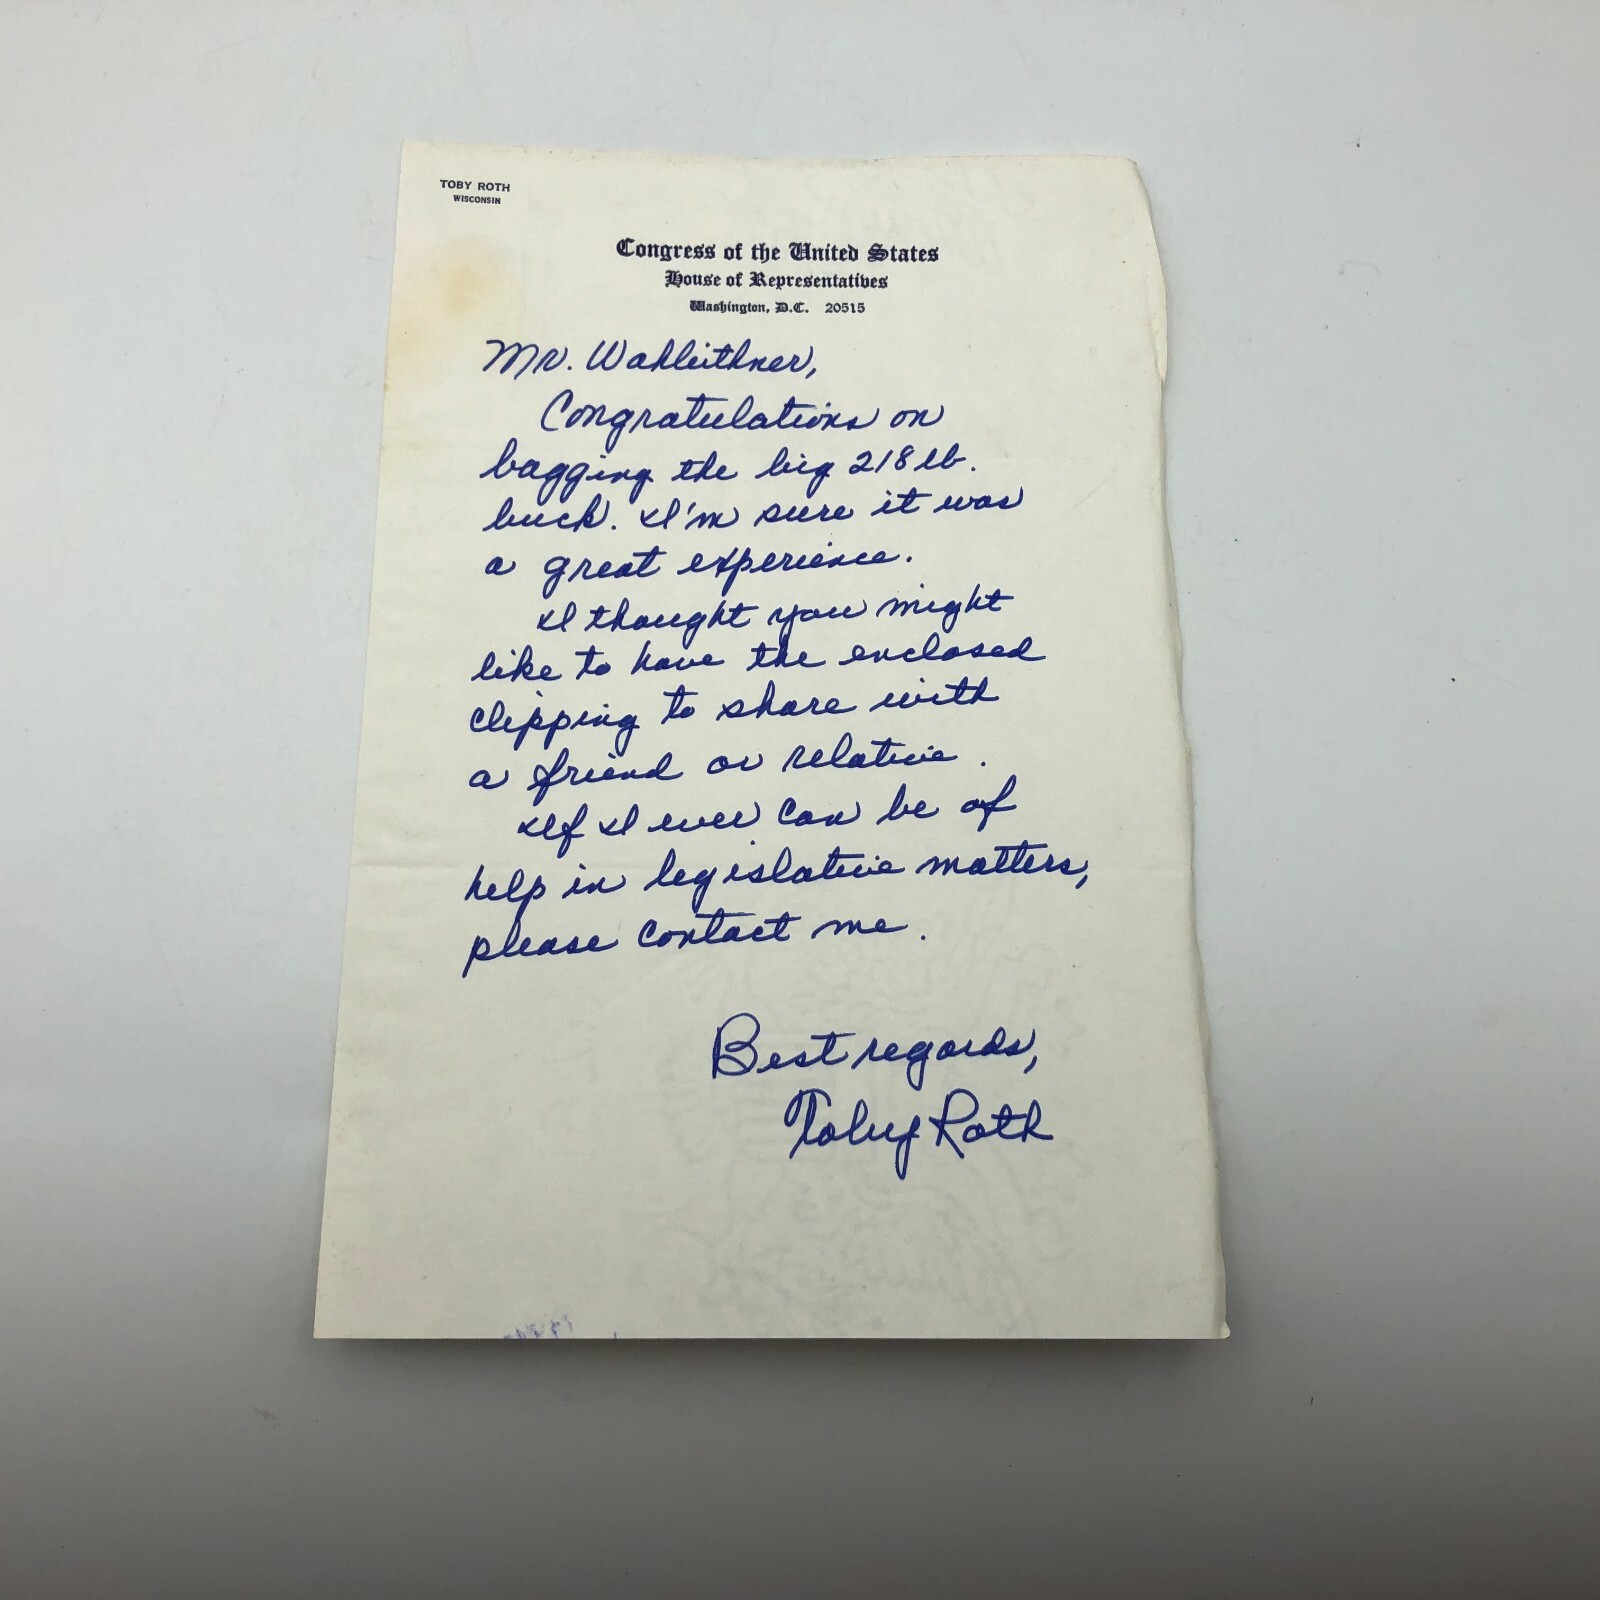 TOBY ROTH
WISCONSIN
Congress of the United States
House of Representatives
Washington, D.C. 20515
Mr. Wahleithner,
Congratulations on
bagging the big 218 lb.
buck. I'm sure it was
a great experience.
I thought you might
like to have the enclosed
clipping to share with
a friend or relative.
If I ever can be of
help in legislative matters,
please contact me.
Best regards,
Toby Roth